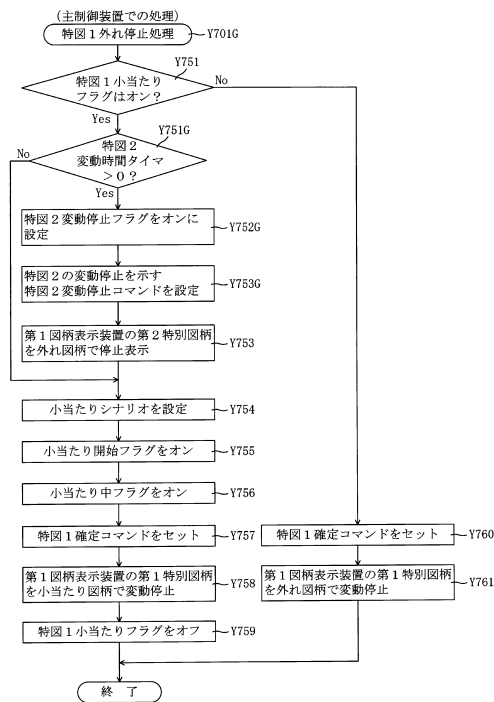 （主制御装置での処理）
特図１外れ停止処理
Y701G
Y751
特図１小当たり
フラグはオン？
No
Yes
Y751G
特図２
変動時間タイマ
＞０？
No
Yes
特図２変動停止フラグをオンに
設定
Y752G
特図２の変動停止を示す
特図２変動停止コマンドを設定
Y753G
第１図柄表示装置の第２特別図柄
を外れ図柄で停止表示
Y753
小当たりシナリオを設定
Y754
小当たり開始フラグをオン
Y755
小当たり中フラグをオン
Y756
特図１確定コマンドをセット
Y757
特図１確定コマンドをセット
Y760
第１図柄表示装置の第１特別図柄
を小当たり図柄で変動停止
Y758
第１図柄表示装置の第１特別図柄
を外れ図柄で変動停止
Y761
特図１小当たりフラグをオフ
Y759
終　了